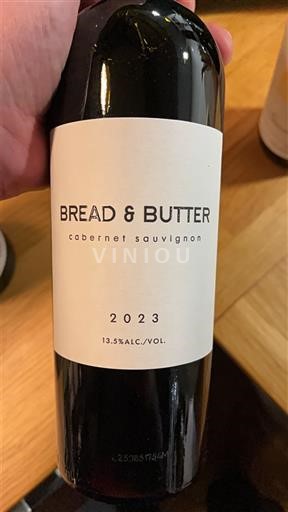 BREAD & BUTTER
cabernet sauvignon
VINIOU
2023
13.5%ALC./VOL.